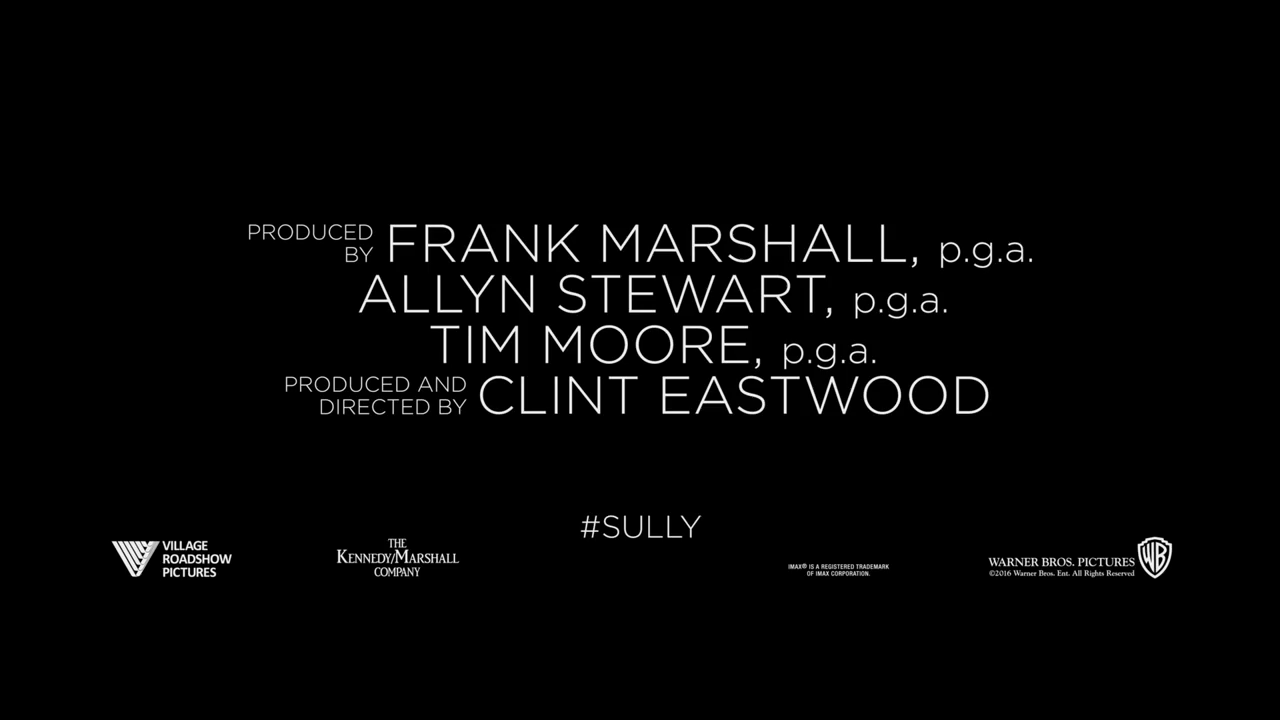 PRODUCED BY FRANK MARSHALL, p.g.a.
ALLYN STEWART, p.g.a.
TIM MOORE, p.g.a.
PRODUCED AND DIRECTED BY CLINT EASTWOOD
#SULLY
VILLAGE
ROADSHOW
PICTURES
THE
KENNEDY/MARSHALL
COMPANY
IMAX® IS A REGISTERED TRADEMARK
OF IMAX CORPORATION.
WARNER BROS. PICTURES
©2016 Warner Bros. Ent. All Rights Reserved
WB